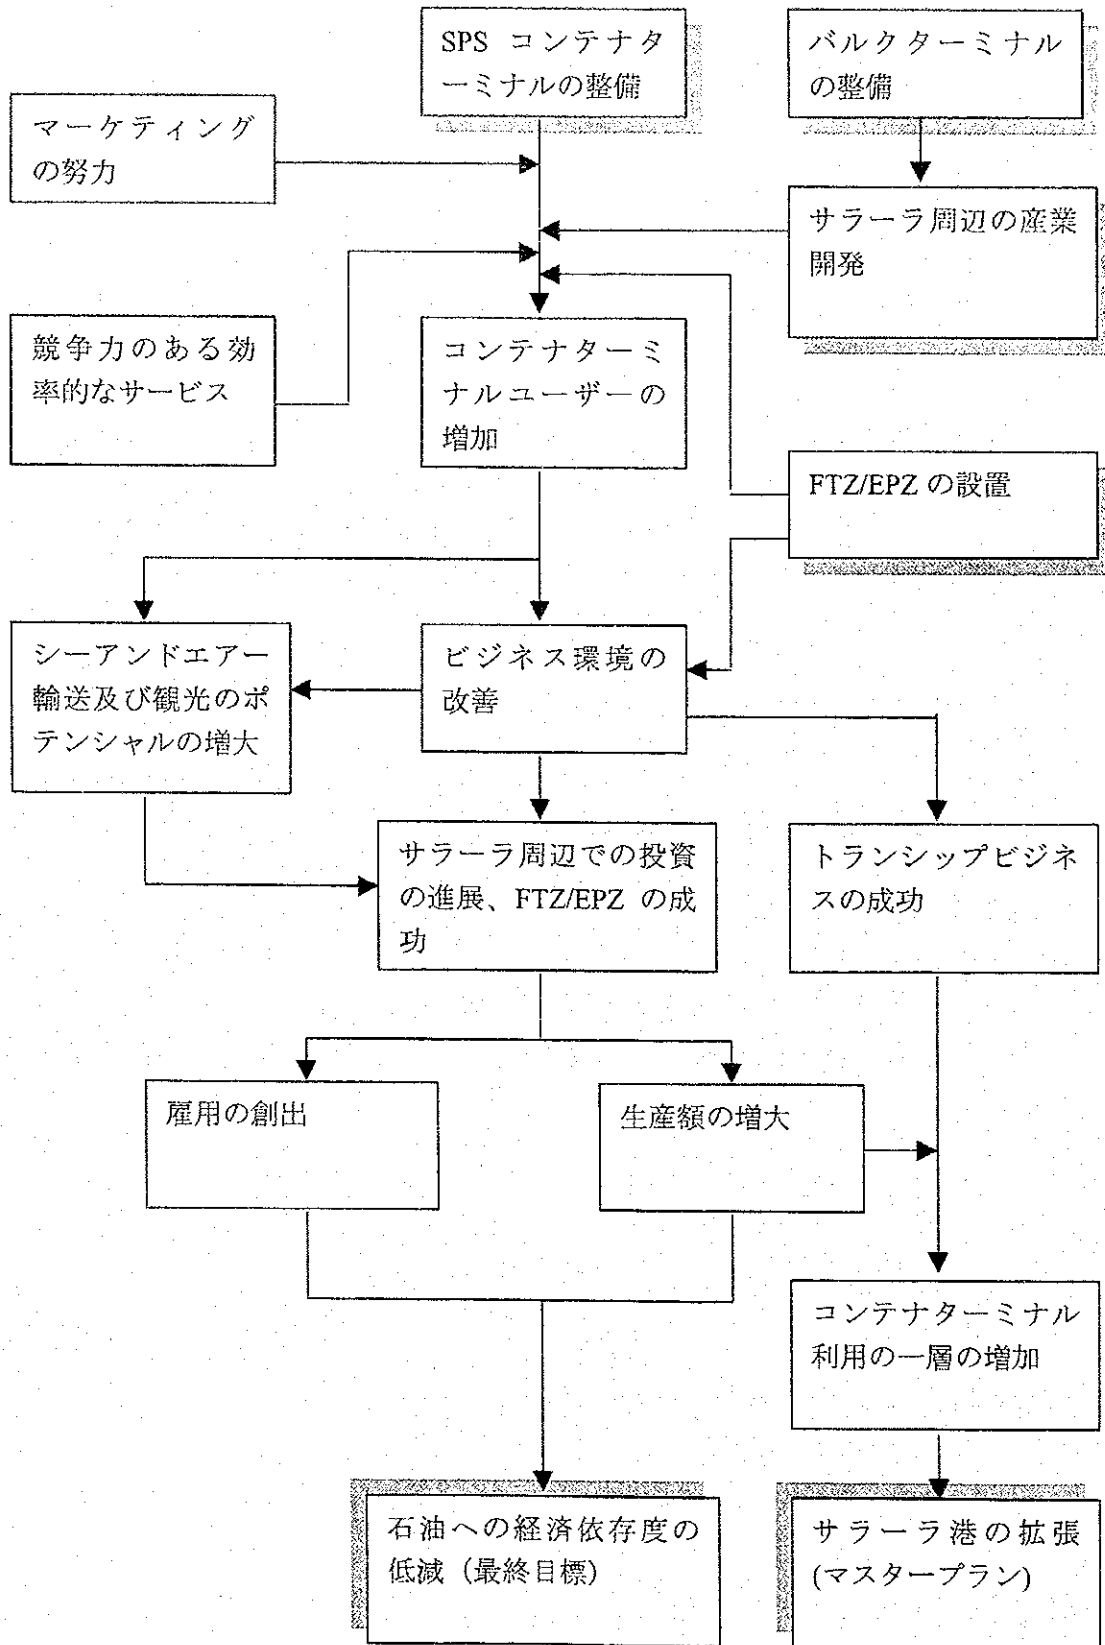 SPS コンテナタ
ーミナルの整備
バルクターミナル
の整備
マーケティング
の努力
サラーラ周辺の産業
開発
競争力のある効
率的なサービス
コンテナターミ
ナルユーザーの
増加
FTZ/EPZ の設置
シーアンドエアー
輸送及び観光のポ
テンシャルの増大
ビジネス環境の
改善
サラーラ周辺での投資
の進展、FTZ/EPZ の成
功
トランシップビジネ
スの成功
雇用の創出
生産額の増大
コンテナターミナル
利用の一層の増加
石油への経済依存度の
低減（最終目標）
サラーラ港の拡張
(マスタープラン)